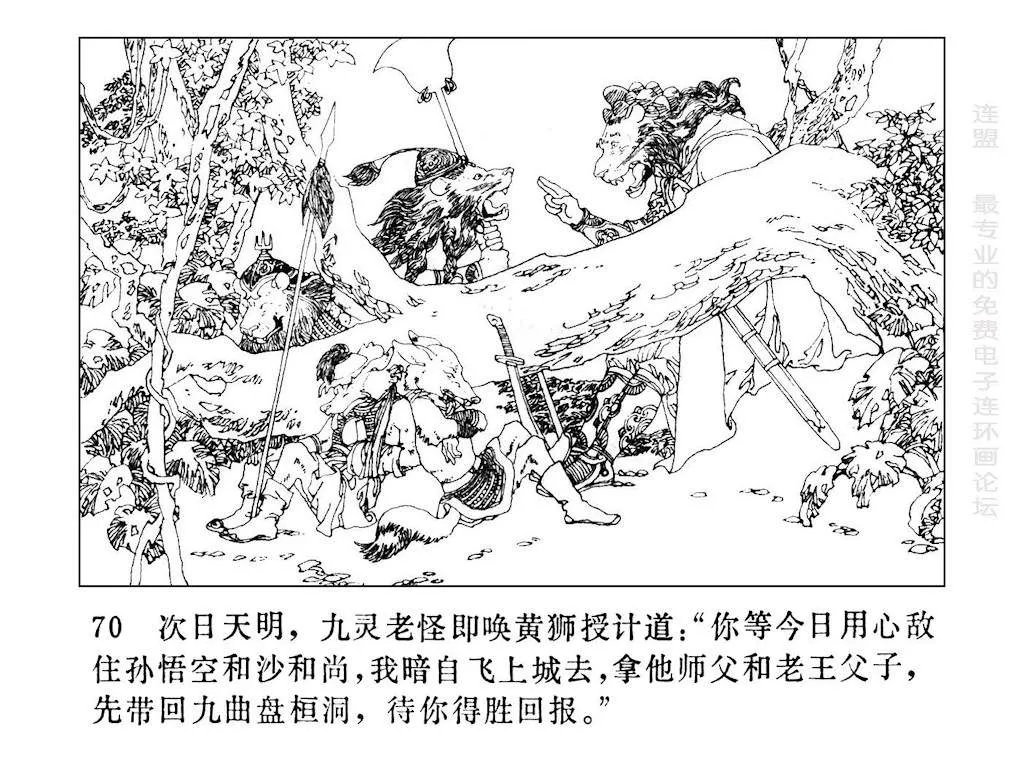 70 次日天明，九灵老怪即唤黄狮授计道：“你等今日用心敌
住孙悟空和沙和尚，我暗自飞上城去，拿他师父和老王父子，
先带回九曲盘桓洞，待你得胜回报。”
连盟 最专业的免费电子连环画论坛